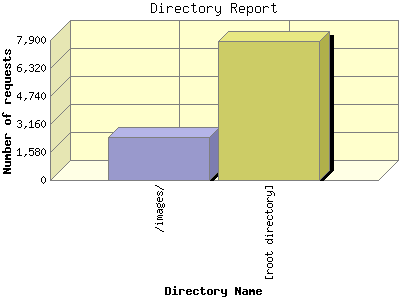 Directory Report
Number of requests
7,900
6,320
4,740
3,160
1,580
0
/images/
[root directory]
Directory Name